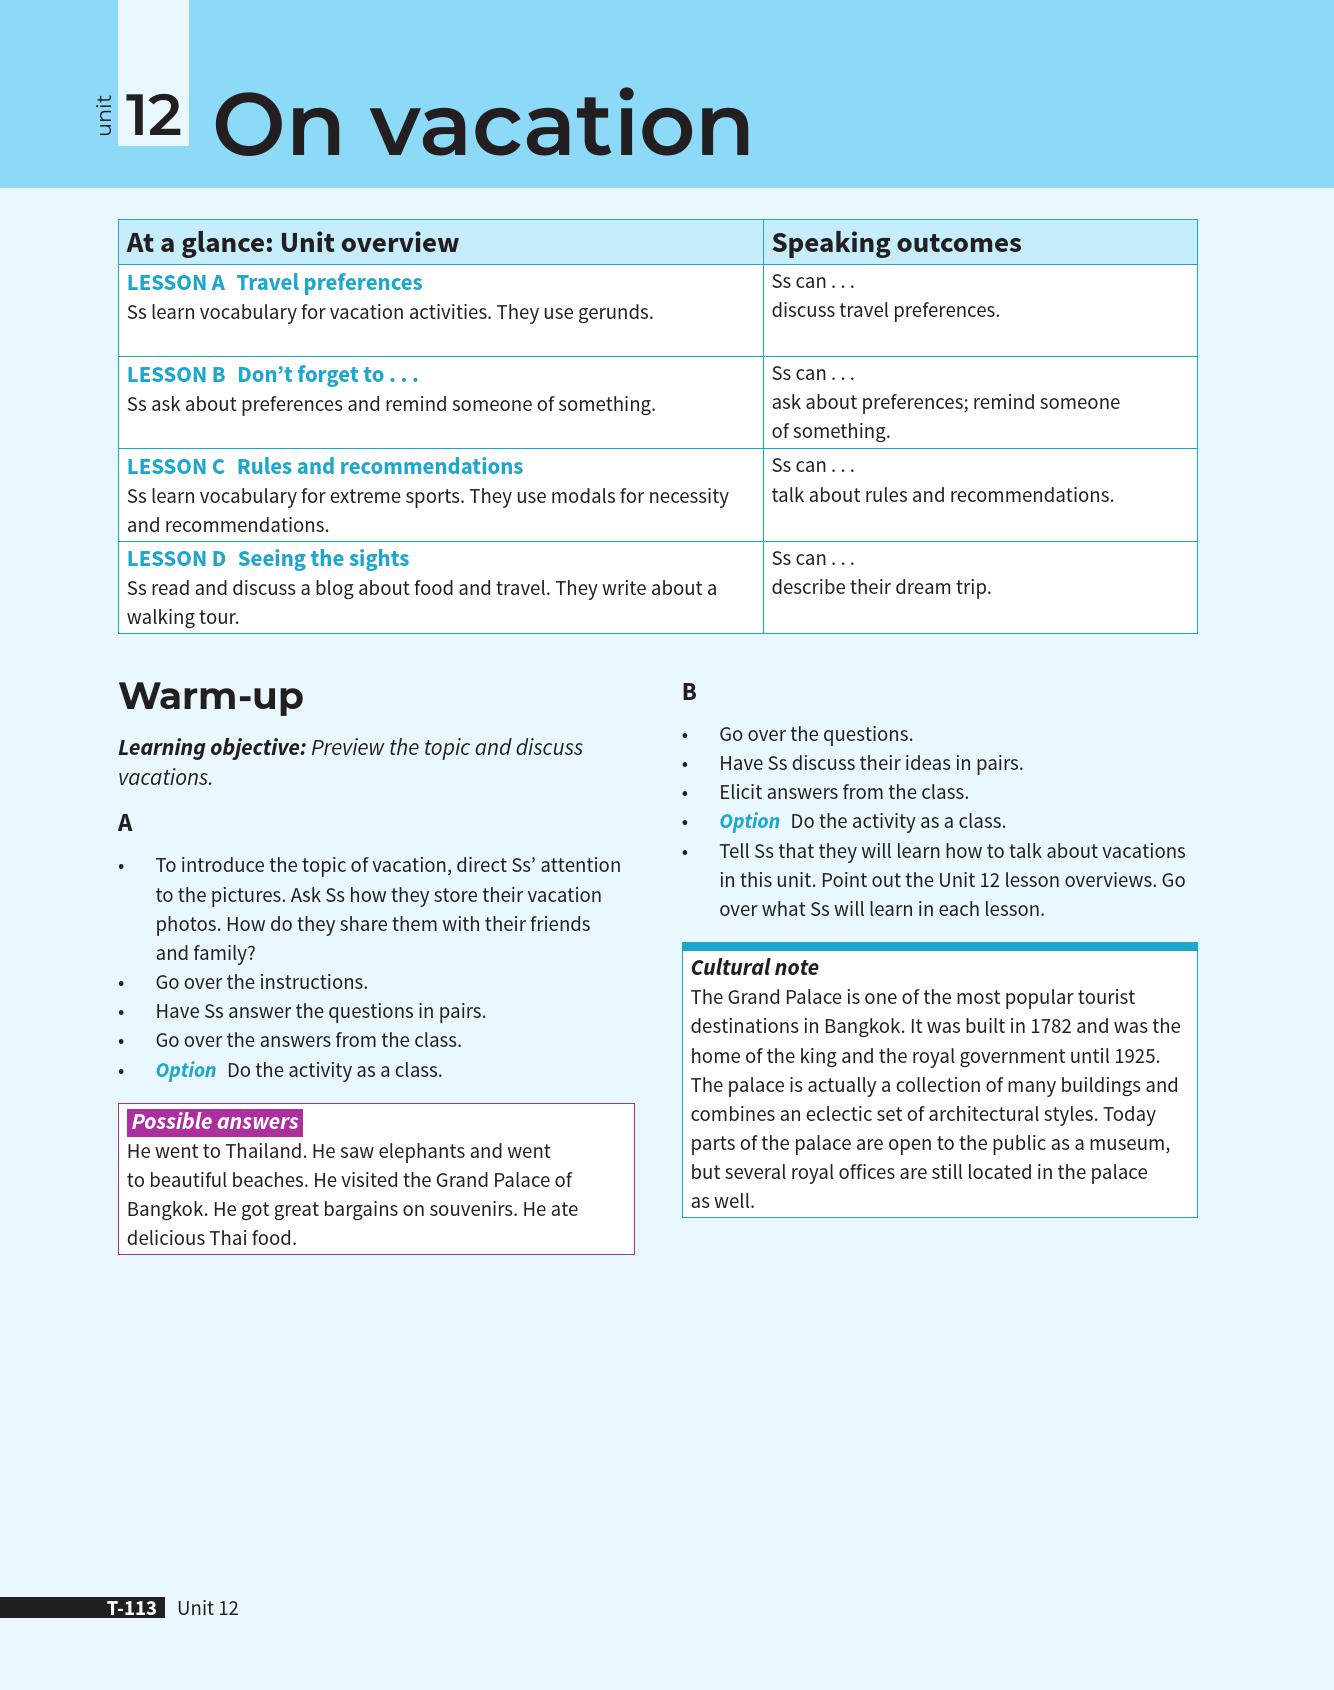 unit
12 On vacation
At a glance: Unit overview
Speaking outcomes
LESSON A Travel preferences
Ss learn vocabulary for vacation activities. They use gerunds.
Ss can . . .
discuss travel preferences.
LESSON B Don’t forget to . . .
Ss ask about preferences and remind someone of something.
Ss can . . .
ask about preferences; remind someone
of something.
LESSON C Rules and recommendations
Ss learn vocabulary for extreme sports. They use modals for necessity
and recommendations.
Ss can . . .
talk about rules and recommendations.
LESSON D Seeing the sights
Ss read and discuss a blog about food and travel. They write about a
walking tour.
Ss can . . .
describe their dream trip.
Warm-up
Learning objective: Preview the topic and discuss
vacations.
A
• To introduce the topic of vacation, direct Ss’ attention
to the pictures. Ask Ss how they store their vacation
photos. How do they share them with their friends
and family?
• Go over the instructions.
• Have Ss answer the questions in pairs.
• Go over the answers from the class.
• Option Do the activity as a class.
Possible answers
He went to Thailand. He saw elephants and went
to beautiful beaches. He visited the Grand Palace of
Bangkok. He got great bargains on souvenirs. He ate
delicious Thai food.
B
• Go over the questions.
• Have Ss discuss their ideas in pairs.
• Elicit answers from the class.
• Option Do the activity as a class.
• Tell Ss that they will learn how to talk about vacations
in this unit. Point out the Unit 12 lesson overviews. Go
over what Ss will learn in each lesson.
Cultural note
The Grand Palace is one of the most popular tourist
destinations in Bangkok. It was built in 1782 and was the
home of the king and the royal government until 1925.
The palace is actually a collection of many buildings and
combines an eclectic set of architectural styles. Today
parts of the palace are open to the public as a museum,
but several royal offices are still located in the palace
as well.
T-113 Unit 12